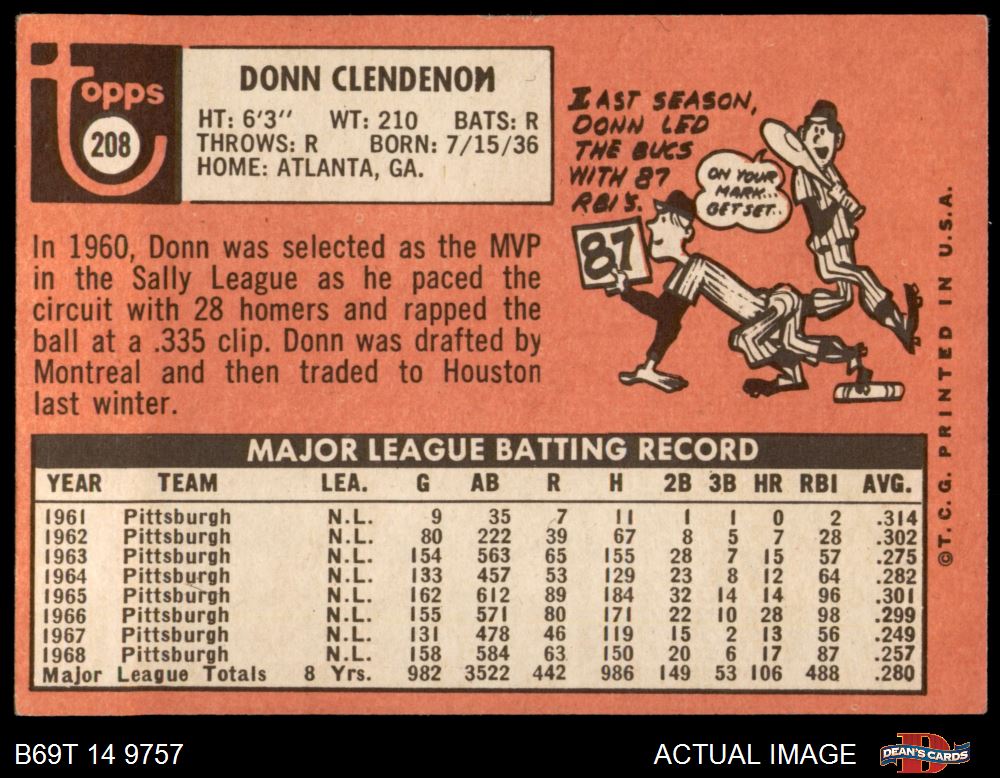 topps
208
DONN CLENDENON
HT: 6'3" WT: 210 BATS: R
THROWS: R BORN: 7/15/36
HOME: ATLANTA, GA.
In 1960, Donn was selected as the MVP
in the Sally League as he paced the
circuit with 28 homers and rapped the
ball at a .335 clip. Donn was drafted by
Montreal and then traded to Houston
last winter.
LAST SEASON,
DONN LED
THE BUCS
WITH 87
RBI'S.
ON YOUR
MARK...
GET SET..
87
MAJOR LEAGUE BATTING RECORD
YEAR TEAM LEA. G AB R H 2B 3B HR RBI AVG.
1961 Pittsburgh N.L. 9 35 7 11 1 1 0 2 .314
1962 Pittsburgh N.L. 80 222 39 67 8 5 7 28 .302
1963 Pittsburgh N.L. 154 563 65 155 28 7 15 57 .275
1964 Pittsburgh N.L. 133 457 53 129 23 8 12 64 .282
1965 Pittsburgh N.L. 162 612 89 184 32 14 14 96 .301
1966 Pittsburgh N.L. 155 571 80 171 22 10 28 98 .299
1967 Pittsburgh N.L. 131 478 46 119 15 2 13 56 .249
1968 Pittsburgh N.L. 158 584 63 150 20 6 17 87 .257
Major League Totals 8 Yrs. 982 3522 442 986 149 53 106 488 .280
©T. C. G. PRINTED IN U.S.A.
B69T 14 9757
ACTUAL IMAGE
DEAN'S CARDS